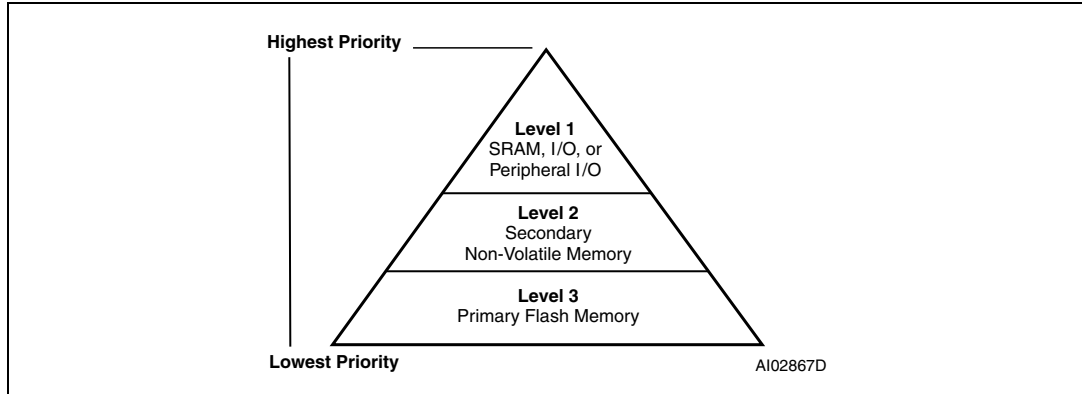 Highest Priority
Level 1
SRAM, I/O, or
Peripheral I/O
Level 2
Secondary
Non-Volatile Memory
Level 3
Primary Flash Memory
Lowest Priority
AI02867D